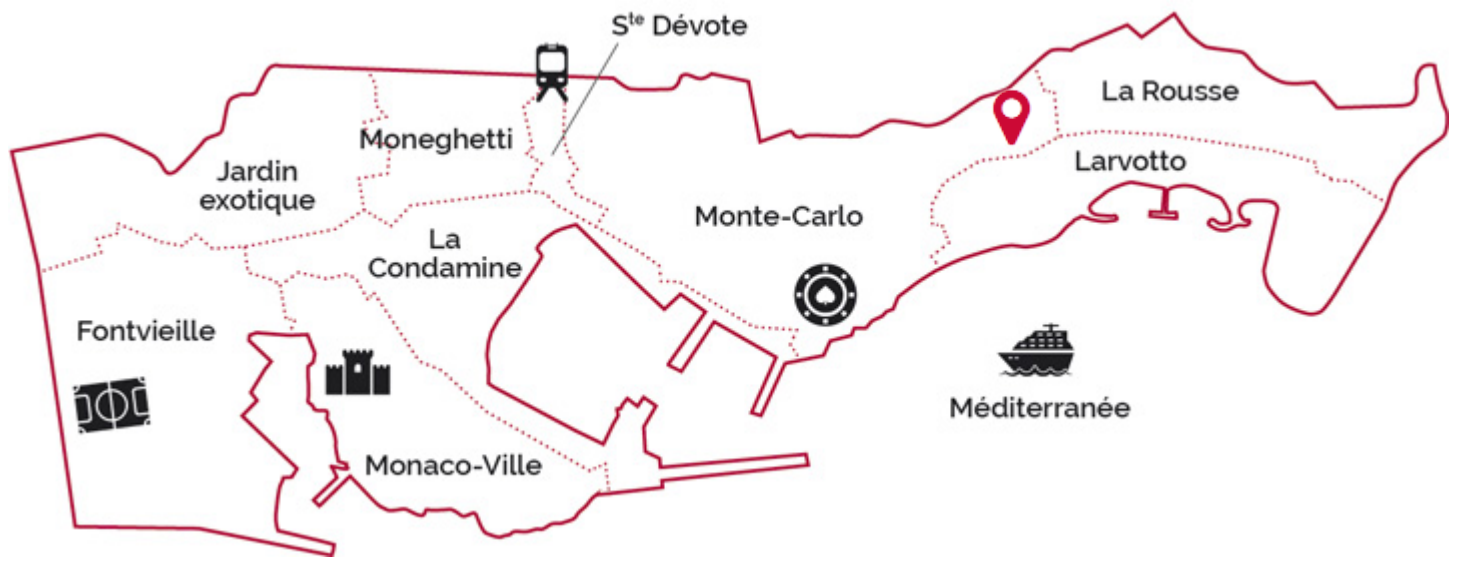 Ste Dévote
La Rousse
Moneghetti
Larvotto
Jardin
exotique
Monte-Carlo
La
Condamine
Fontvieille
Méditerranée
Monaco-Ville